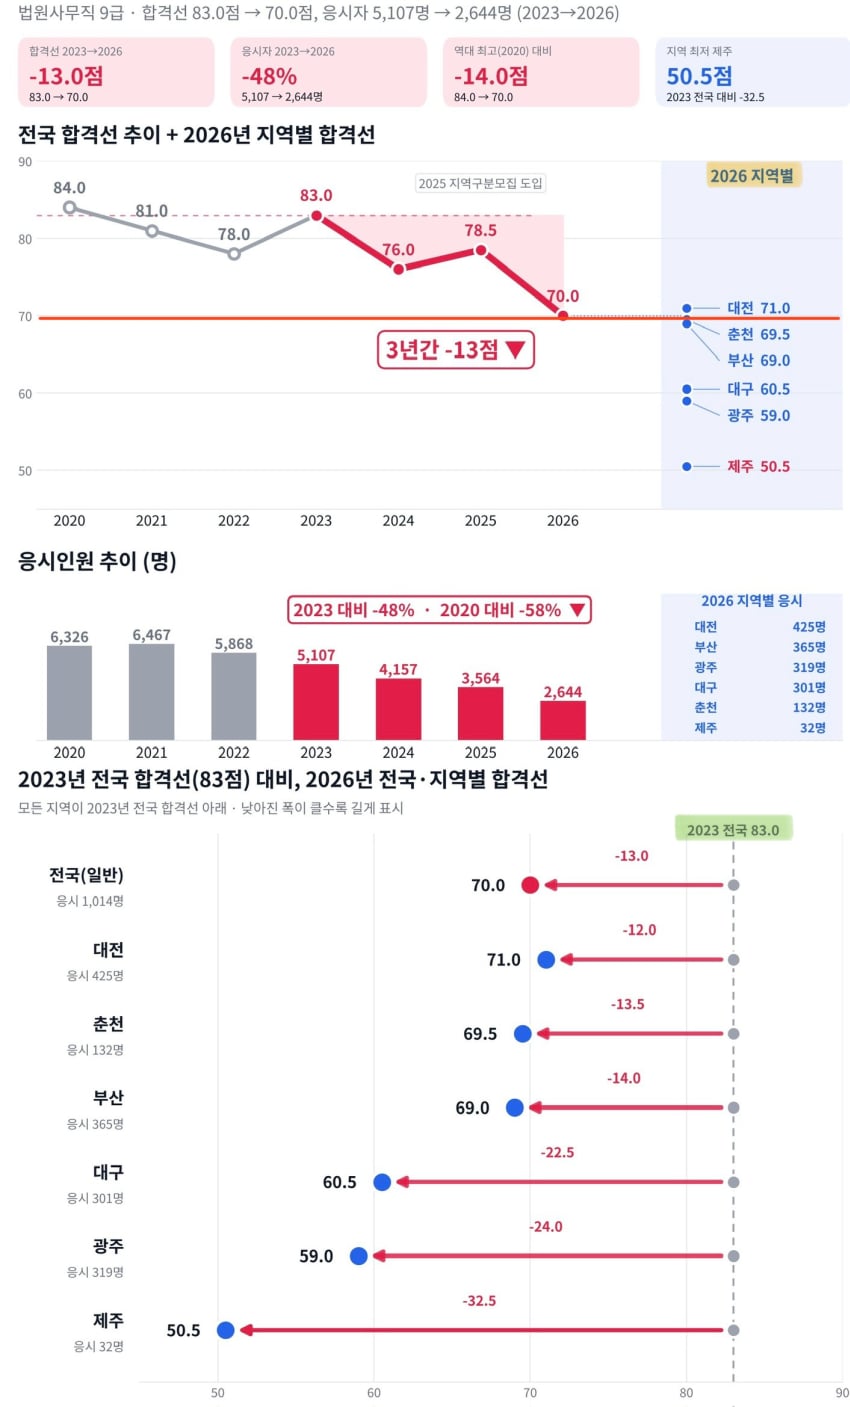 법원사무직 9급 · 합격선 83.0점 → 70.0점, 응시자 5,107명 → 2,644명 (2023→2026)
합격선 2023→2026
-13.0점
83.0 → 70.0
응시자 2023→2026
-48%
5,107 → 2,644명
역대 최고(2020) 대비
-14.0점
84.0 → 70.0
지역 최저 제주
50.5점
2023 전국 대비 -32.5
전국 합격선 추이 + 2026년 지역별 합격선
90
80
70
60
50
84.0
81.0
78.0
83.0
76.0
78.5
70.0
2025 지역구분모집 도입
3년간 -13점 ▼
2026 지역별
대전 71.0
춘천 69.5
부산 69.0
대구 60.5
광주 59.0
제주 50.5
2020 2021 2022 2023 2024 2025 2026
응시인원 추이 (명)
2023 대비 -48% · 2020 대비 -58% ▼
6,326
6,467
5,868
5,107
4,157
3,564
2,644
2020 2021 2022 2023 2024 2025 2026
2026 지역별 응시
대전 425명
부산 365명
광주 319명
대구 301명
춘천 132명
제주 32명
2023년 전국 합격선(83점) 대비, 2026년 전국·지역별 합격선
모든 지역이 2023년 전국 합격선 아래 · 낮아진 폭이 클수록 길게 표시
2023 전국 83.0
전국(일반)
응시 1,014명
70.0
-13.0
대전
응시 425명
71.0
-12.0
춘천
응시 132명
69.5
-13.5
부산
응시 365명
69.0
-14.0
대구
응시 301명
60.5
-22.5
광주
응시 319명
59.0
-24.0
제주
응시 32명
50.5
-32.5
50 60 70 80 90